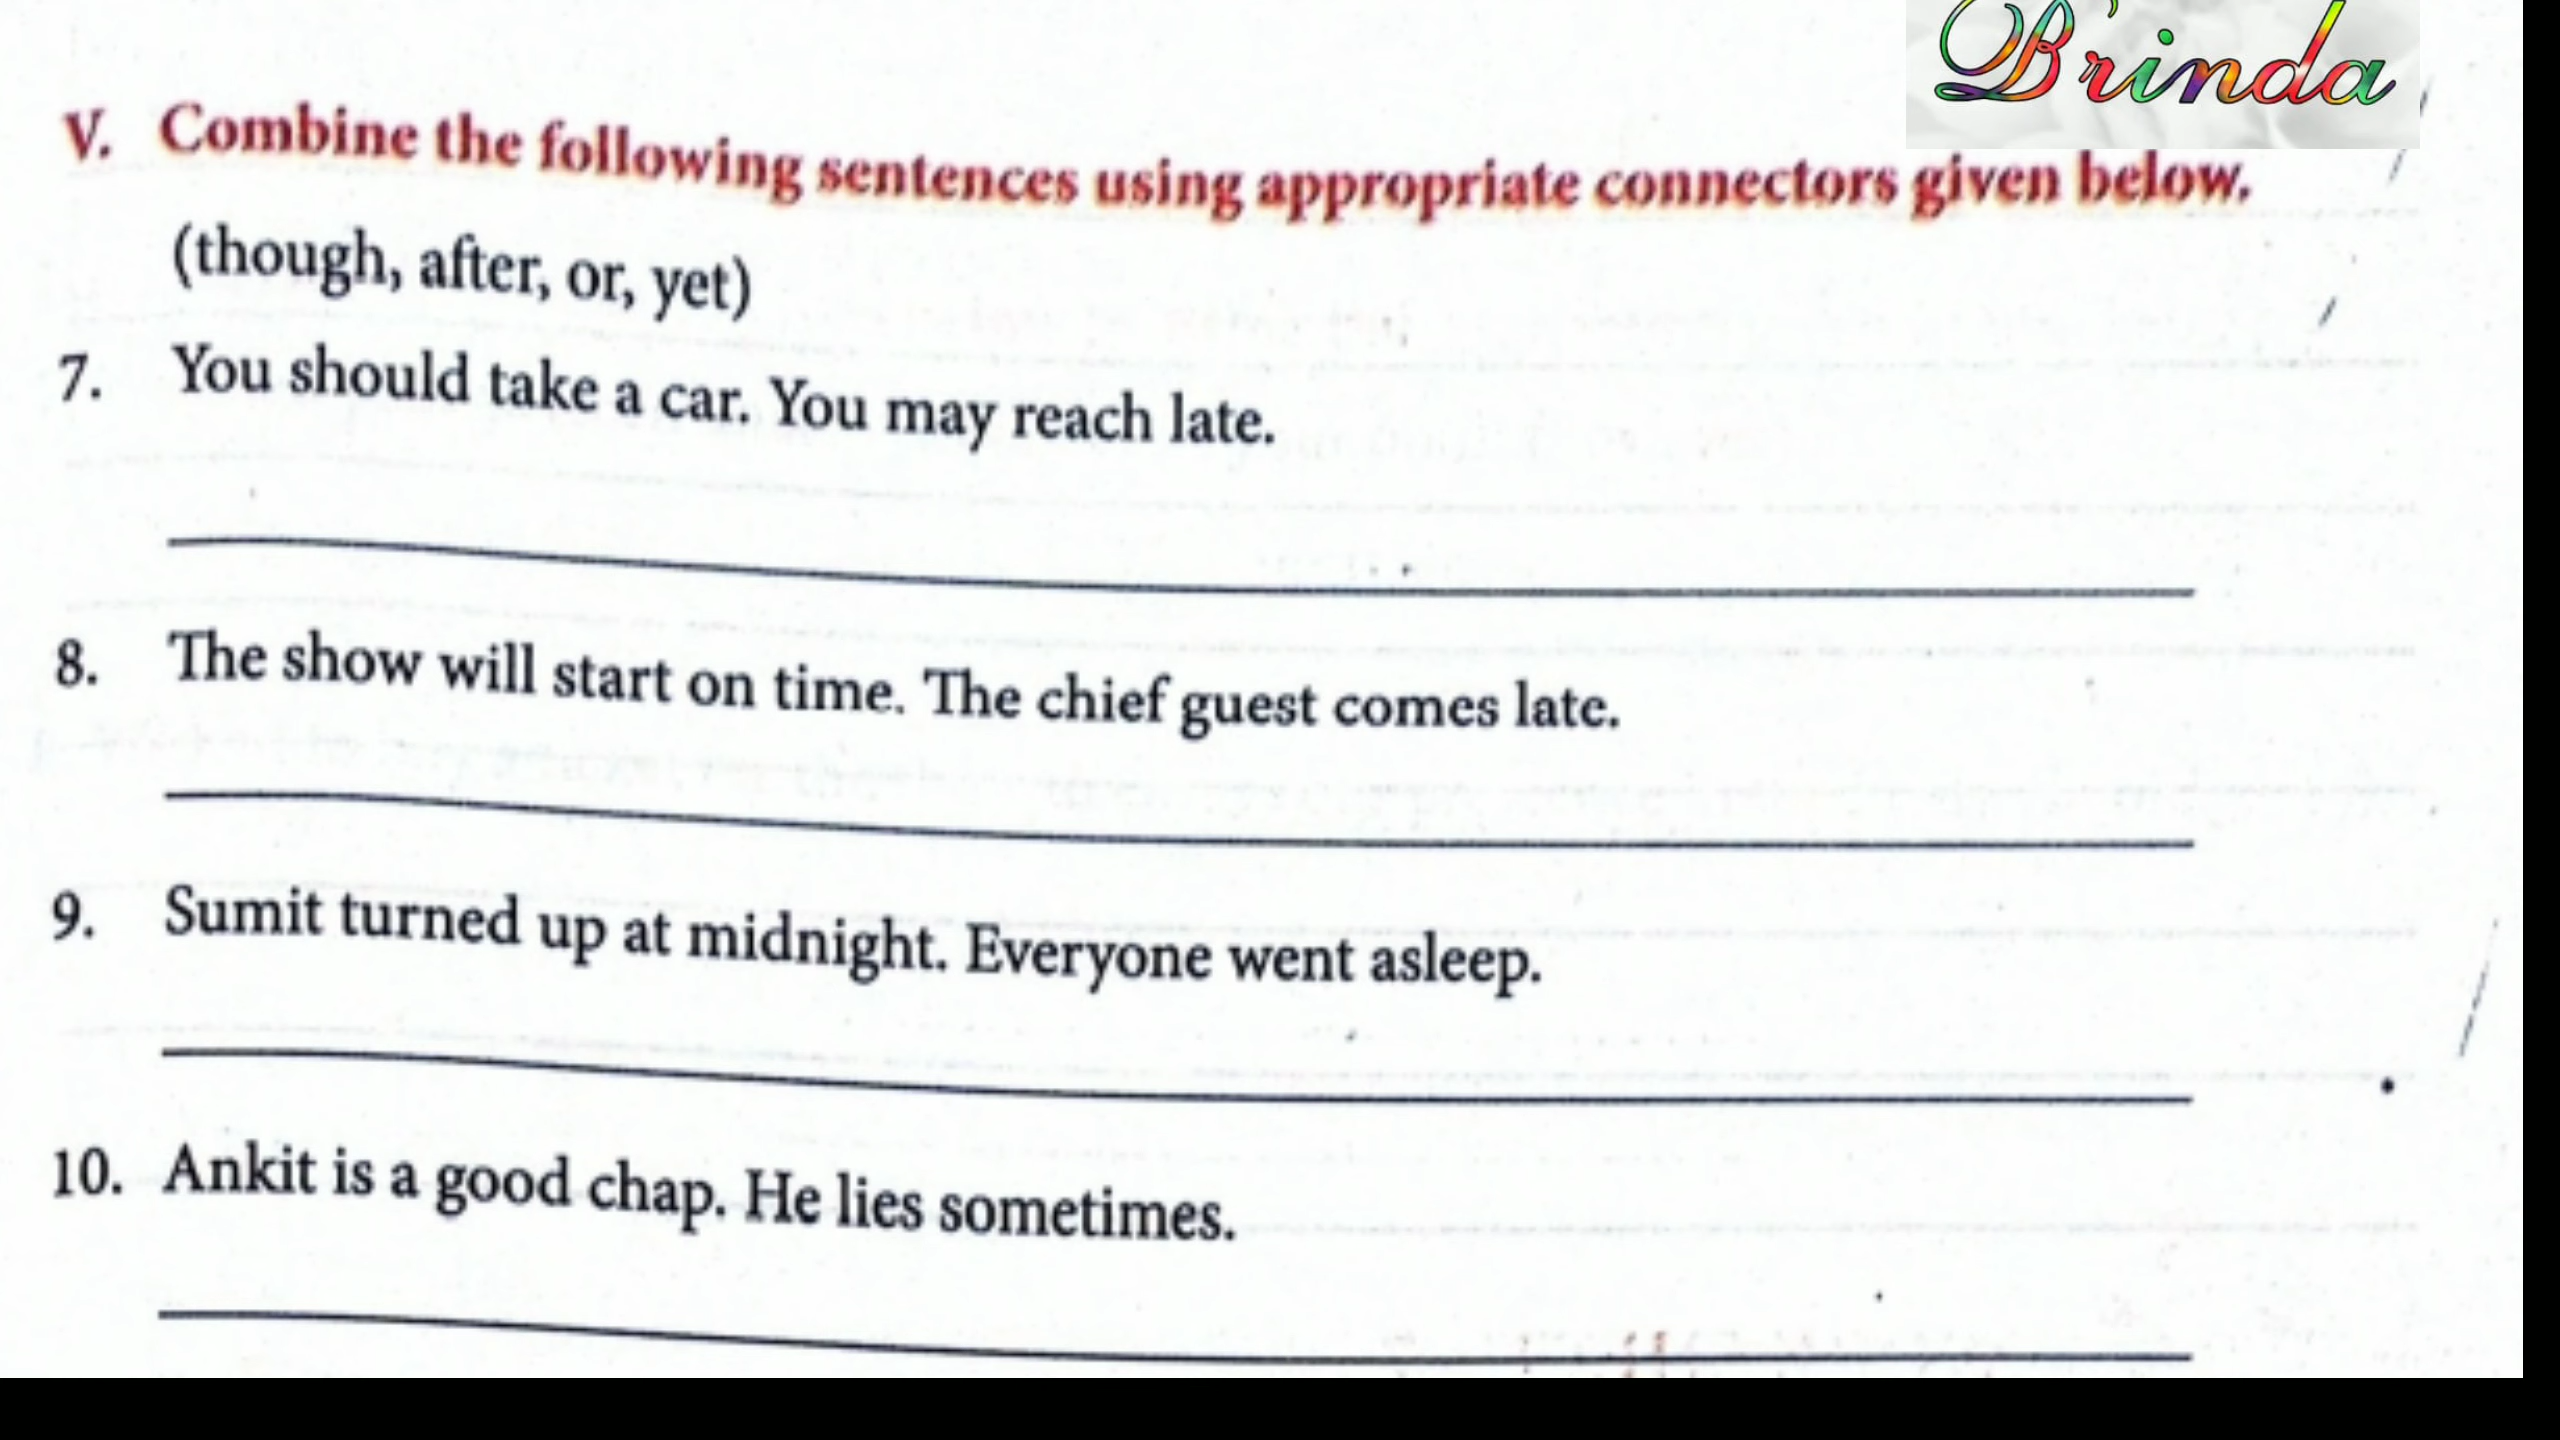 Brinda
V. Combine the following sentences using appropriate connectors given below.
(though, after, or, yet)
7. You should take a car. You may reach late.
8. The show will start on time. The chief guest comes late.
9. Sumit turned up at midnight. Everyone went asleep.
10. Ankit is a good chap. He lies sometimes.